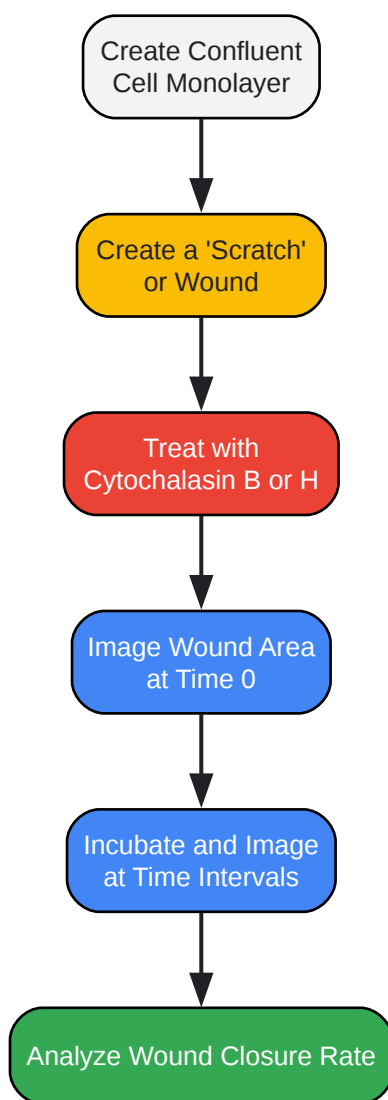 Create Confluent
Cell Monolayer
Create a 'Scratch'
or Wound
Treat with
Cytochalasin B or H
Image Wound Area
at Time 0
Incubate and Image
at Time Intervals
Analyze Wound Closure Rate